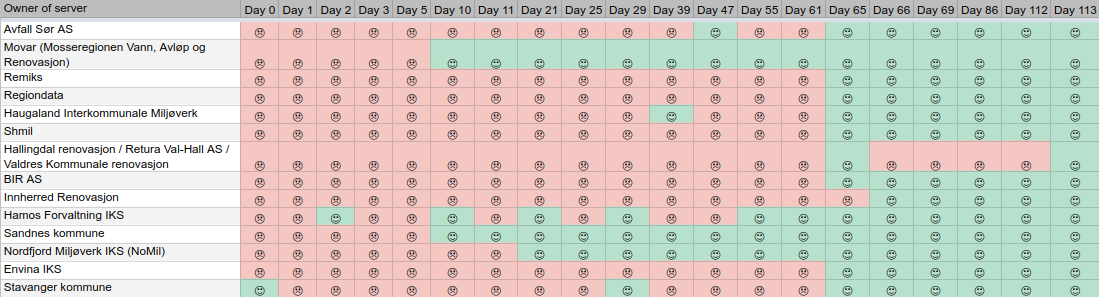 Owner of server Day 0 Day 1 Day 2 Day 3 Day 5 Day 10 Day 11 Day 21 Day 25 Day 29 Day 39 Day 47 Day 55 Day 61 Day 65 Day 66 Day 69 Day 86 Day 112 Day 113
Avfall Sør AS
Movar (Mosseregionen Vann, Avløp og
Renovasjon)
Remiks
Regiondata
Haugaland Interkommunale Miljøverk
Shmil
Hallingdal renovasjon / Retura Val-Hall AS /
Valdres Kommunale renovasjon
BIR AS
Innherred Renovasjon
Hamos Forvaltning IKS
Sandnes kommune
Nordfjord Miljøverk IKS (NoMil)
Envina IKS
Stavanger kommune